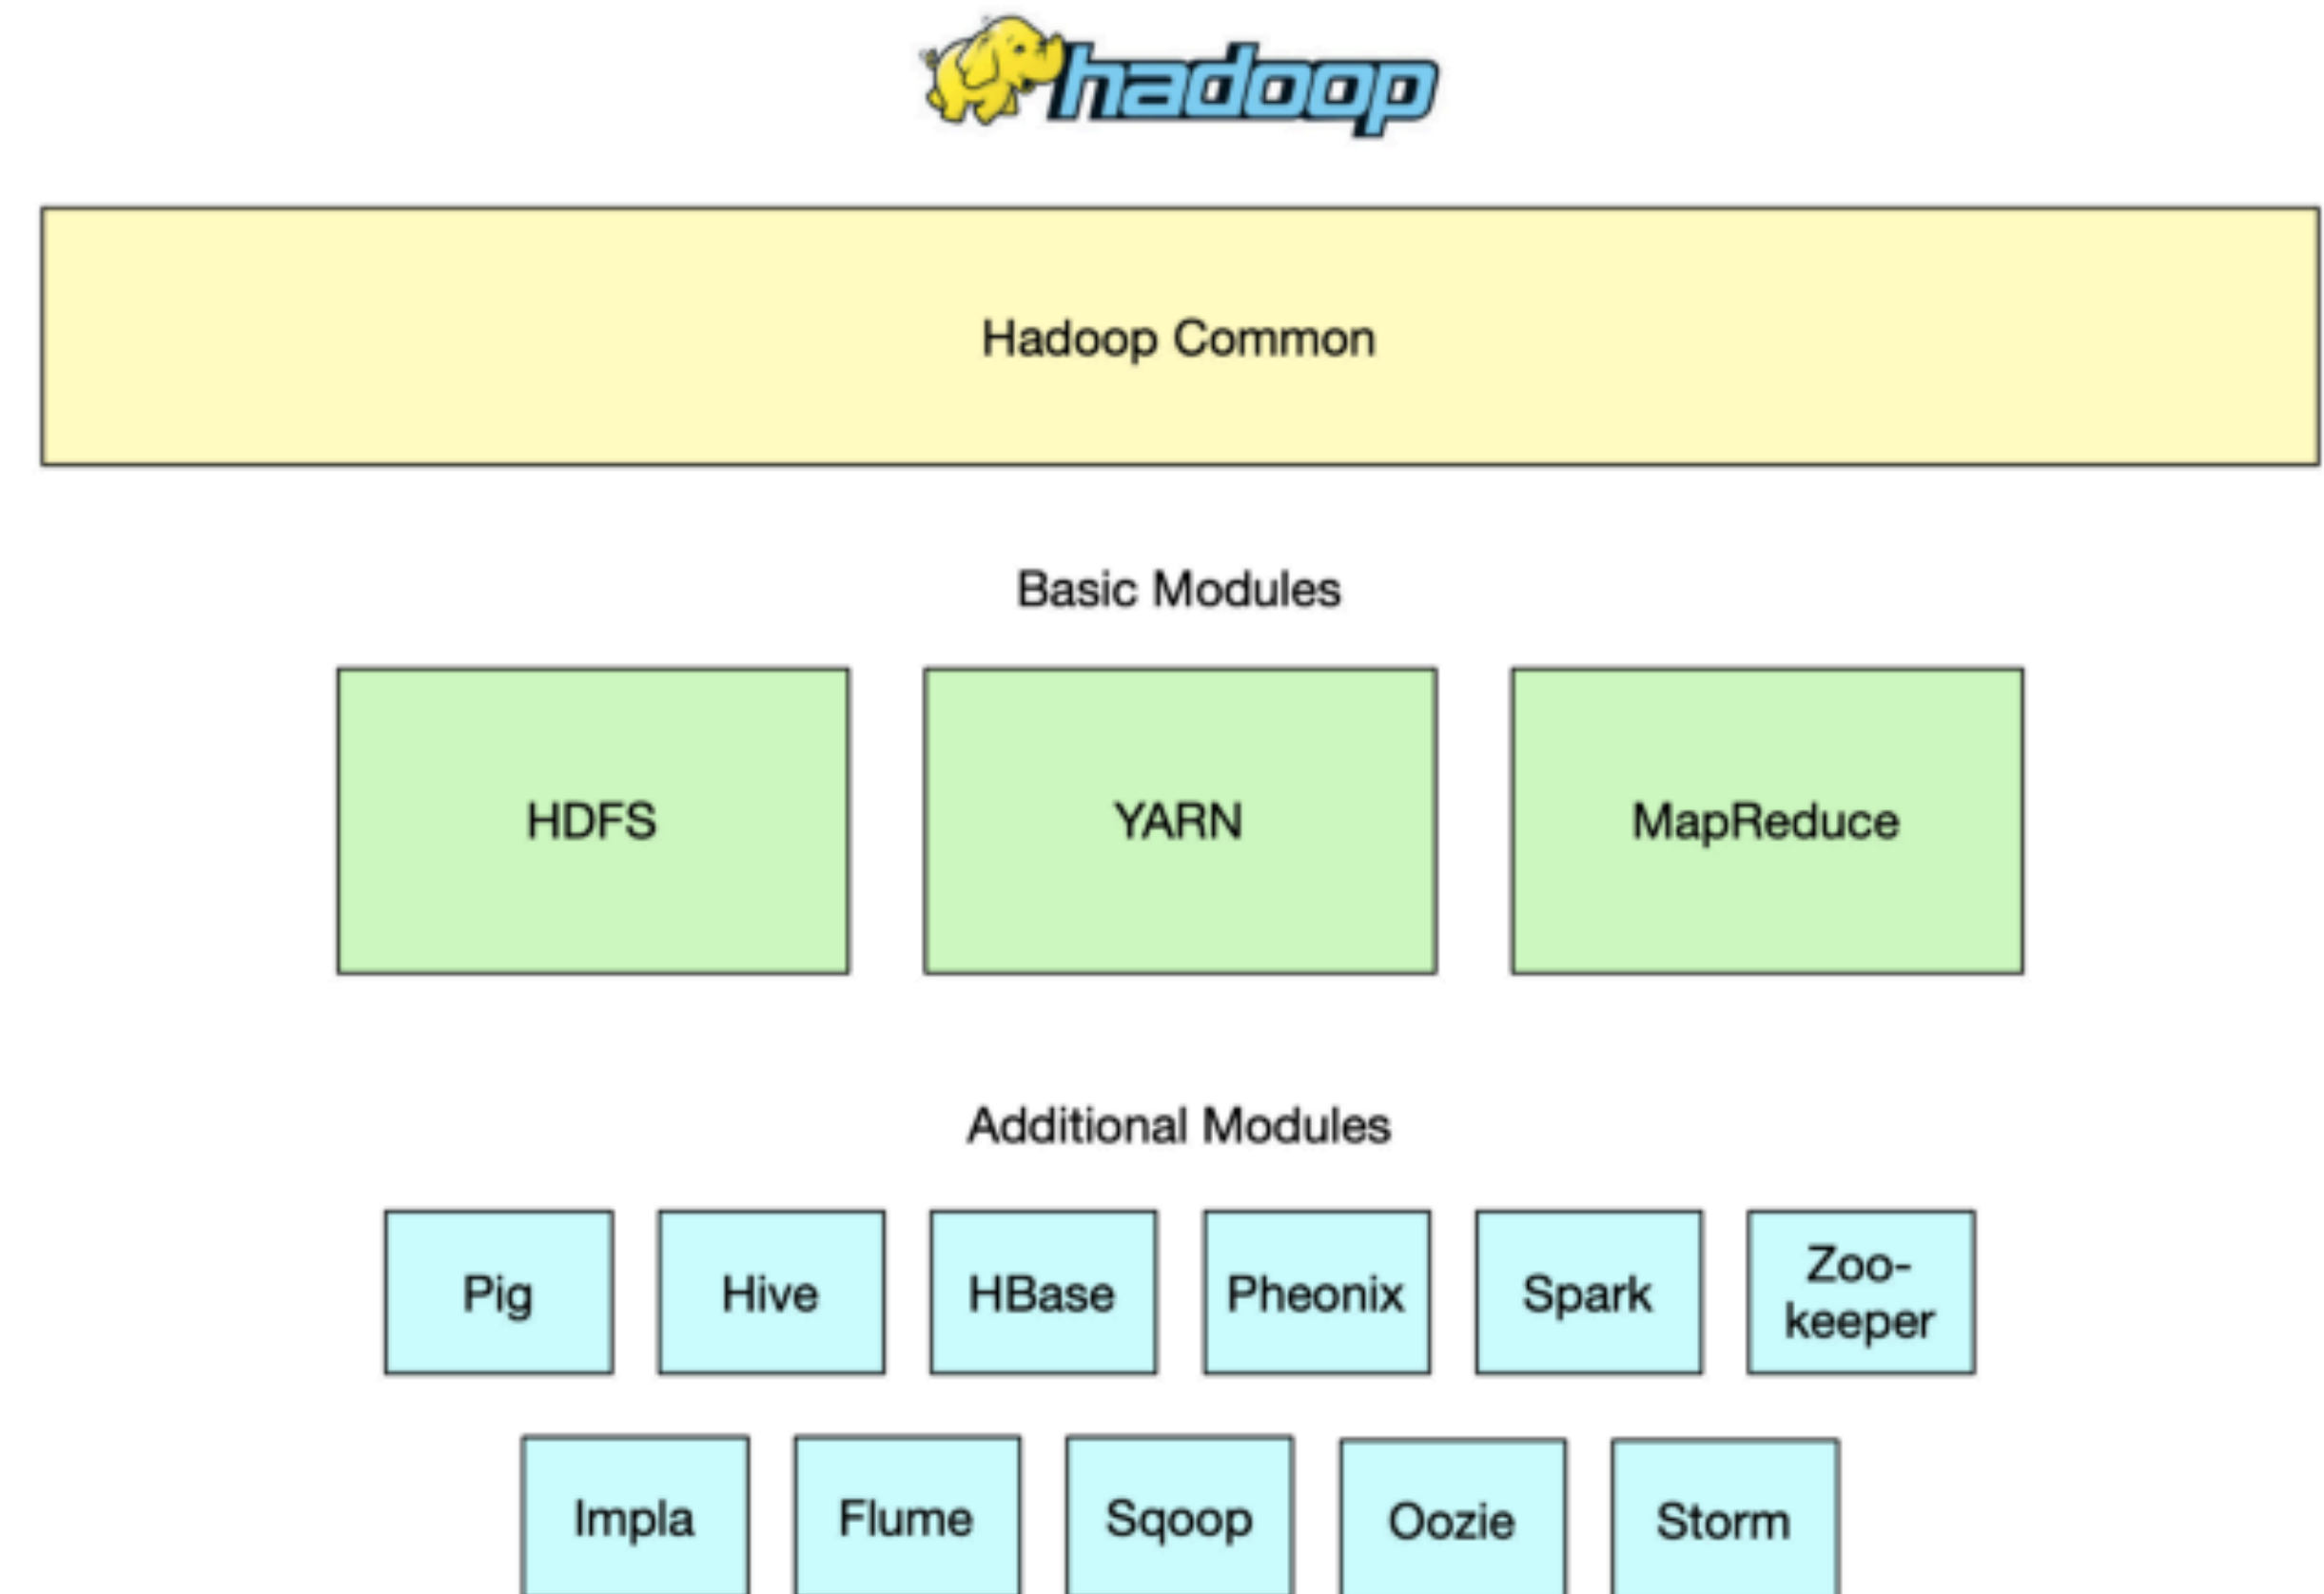 hadoop
Hadoop Common
Basic Modules
HDFS
YARN
MapReduce
Additional Modules
Pig
Hive
HBase
Pheonix
Spark
Zoo-
keeper
Impla
Flume
Sqoop
Oozie
Storm